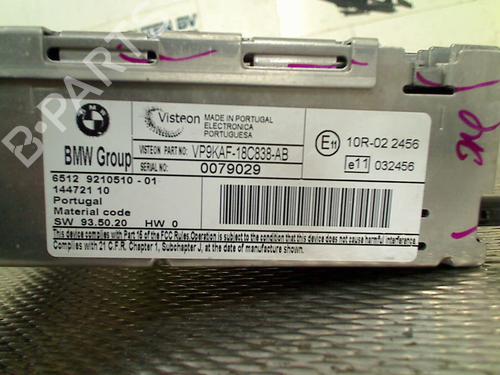 B-PARTS
BMW
Visteon
MADE IN PORTUGAL
ELECTRONICA
PORTUGUESA
E11 10R-02 2456
BMW Group
VISTEON PART NO: VP9KAF-18C838-AB
SERIAL NO: 0079029
e11 032456
6512 9210510 - 01
144721 10
Portugal
Material code
SW 93.50.20 HW 0
This device complies with Part 15 of the FCC Rules.Operation is subject to the condition that this device does not cause harmful interference.
Complies with 21 C.F.R. Chapter 1, Subchapter J, at the date of manufacture shown.